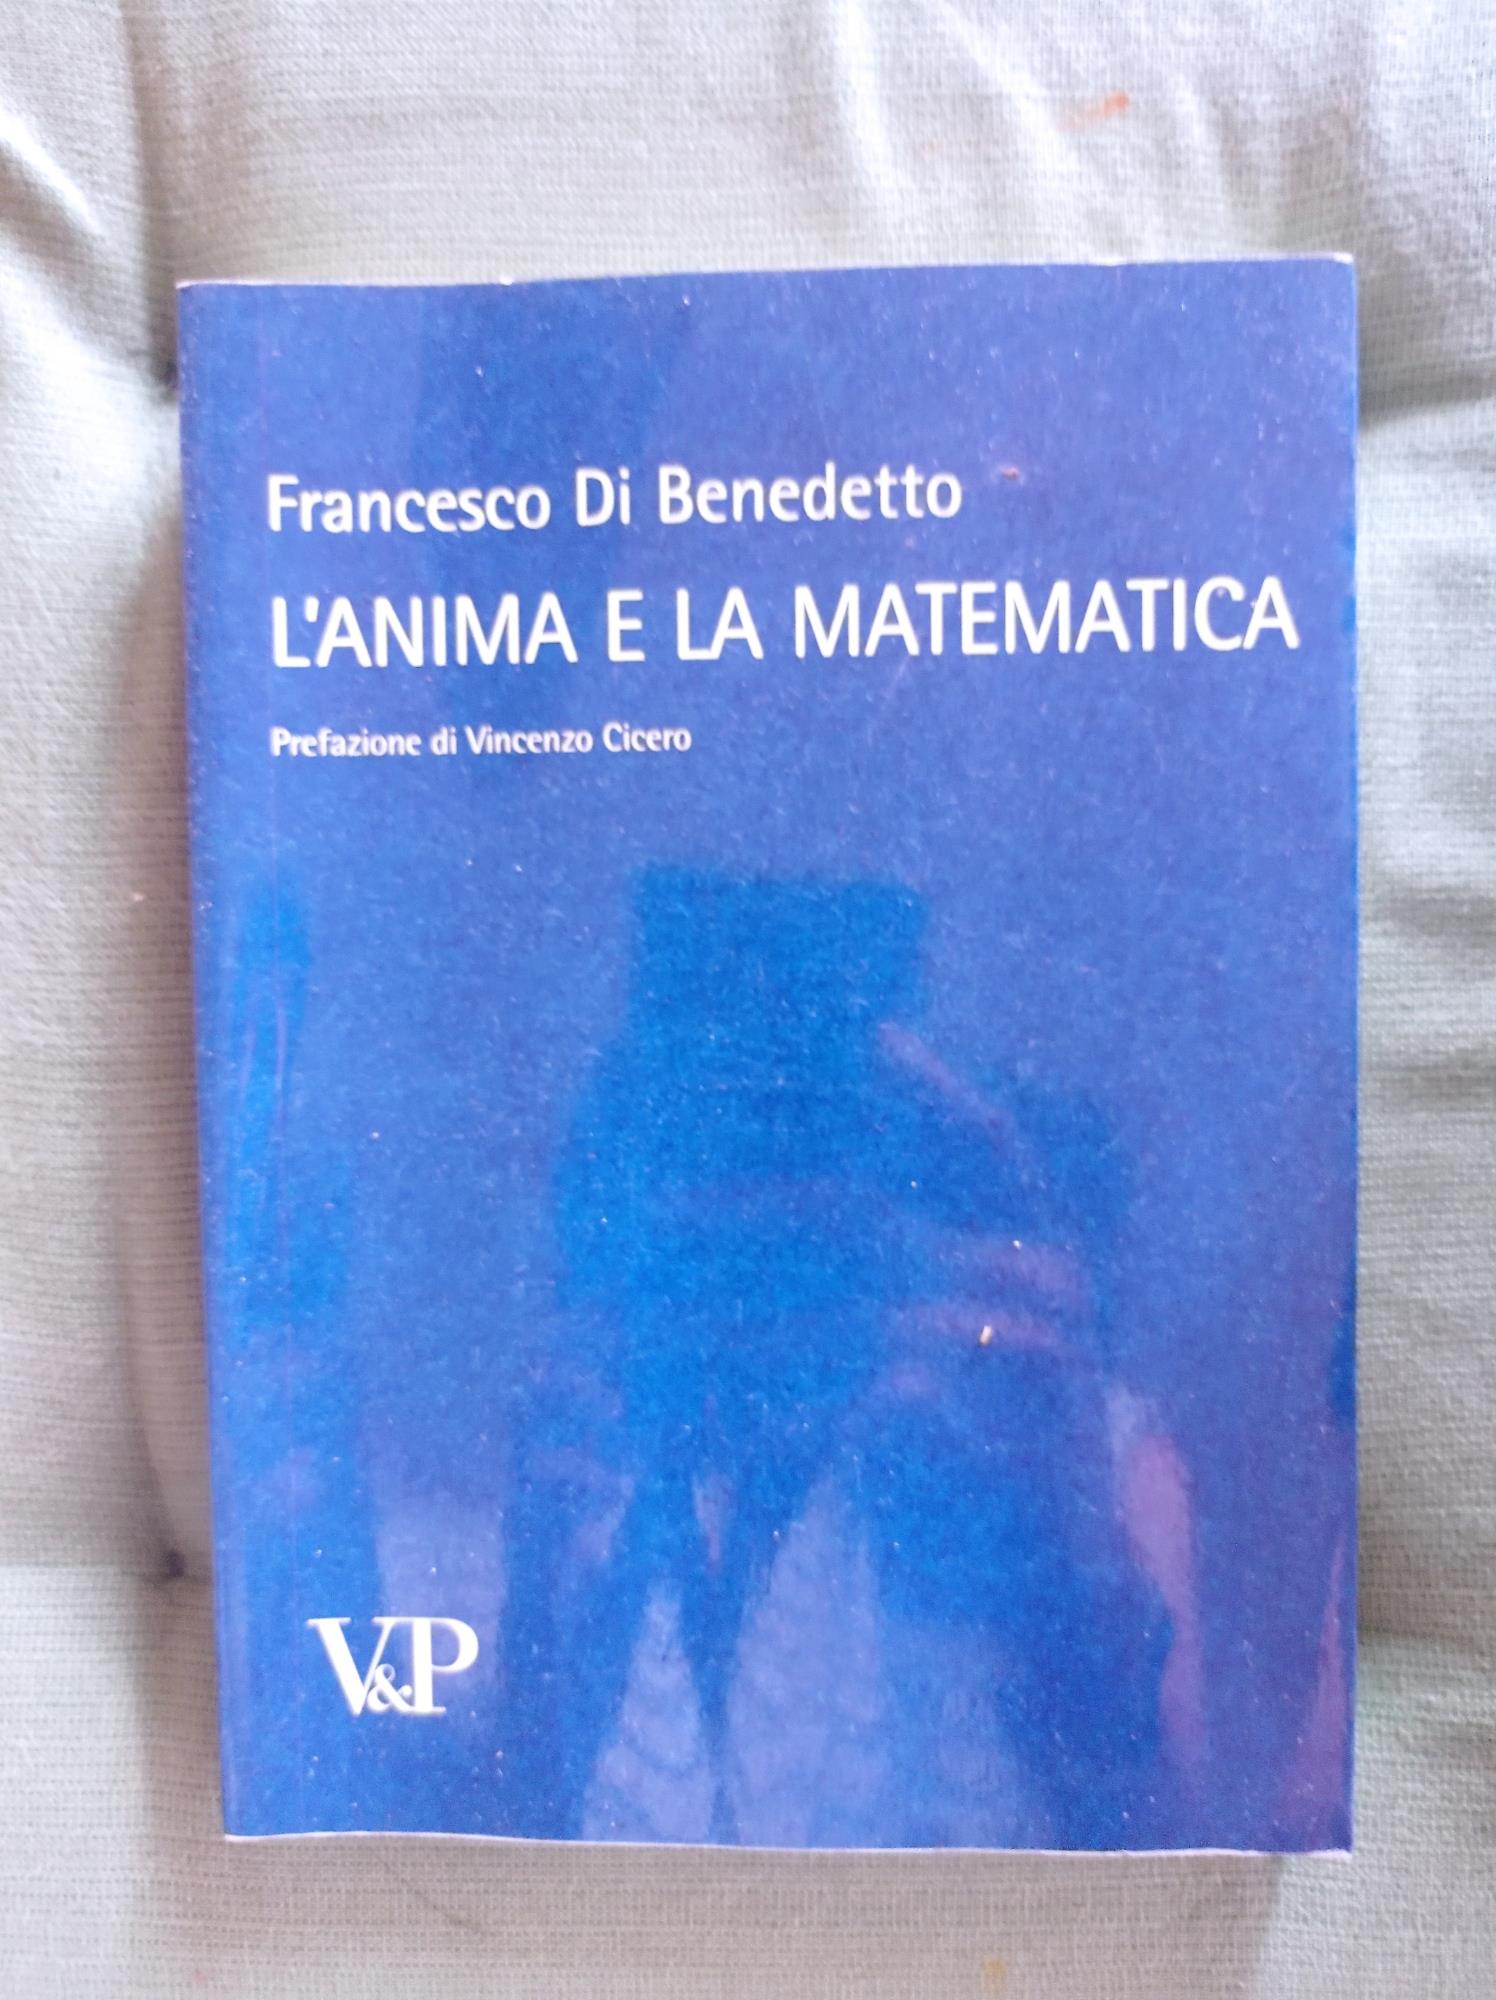 Francesco Di Benedetto
L'ANIMA E LA MATEMATICA
Prefazione di Vincenzo Cicero
V&P